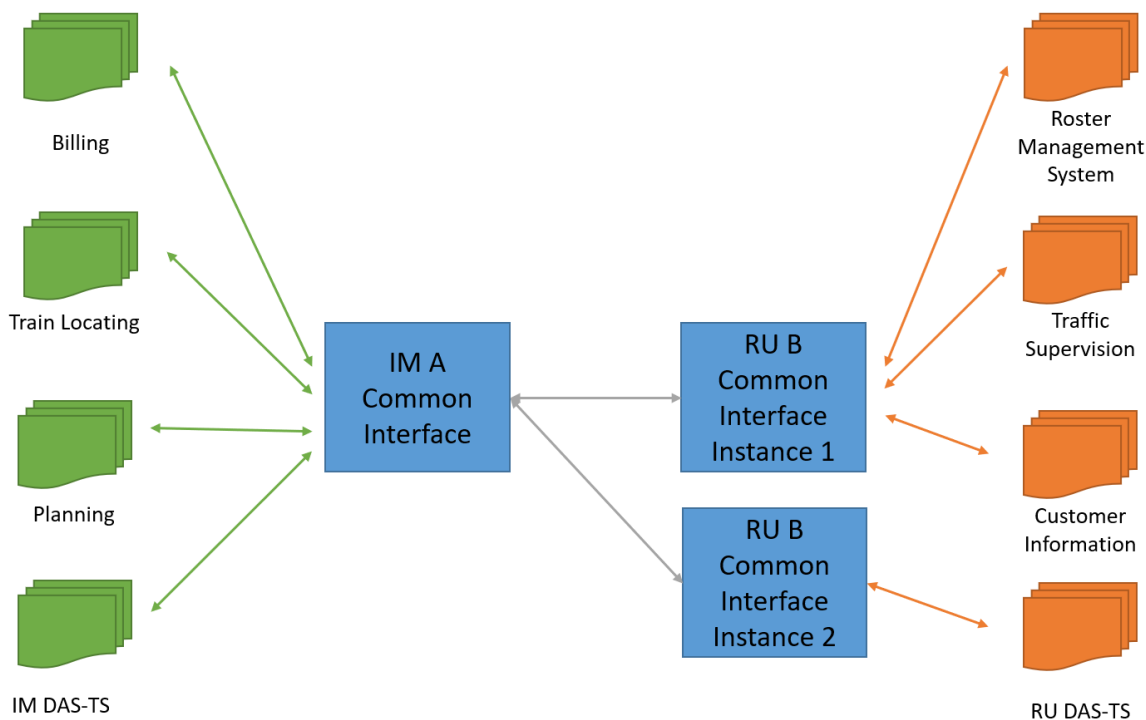 Billing
Train Locating
Planning
IM DAS-TS
IM A
Common
Interface
RU B
Common
Interface
Instance 1
RU B
Common
Interface
Instance 2
Roster
Management
System
Traffic
Supervision
Customer
Information
RU DAS-TS